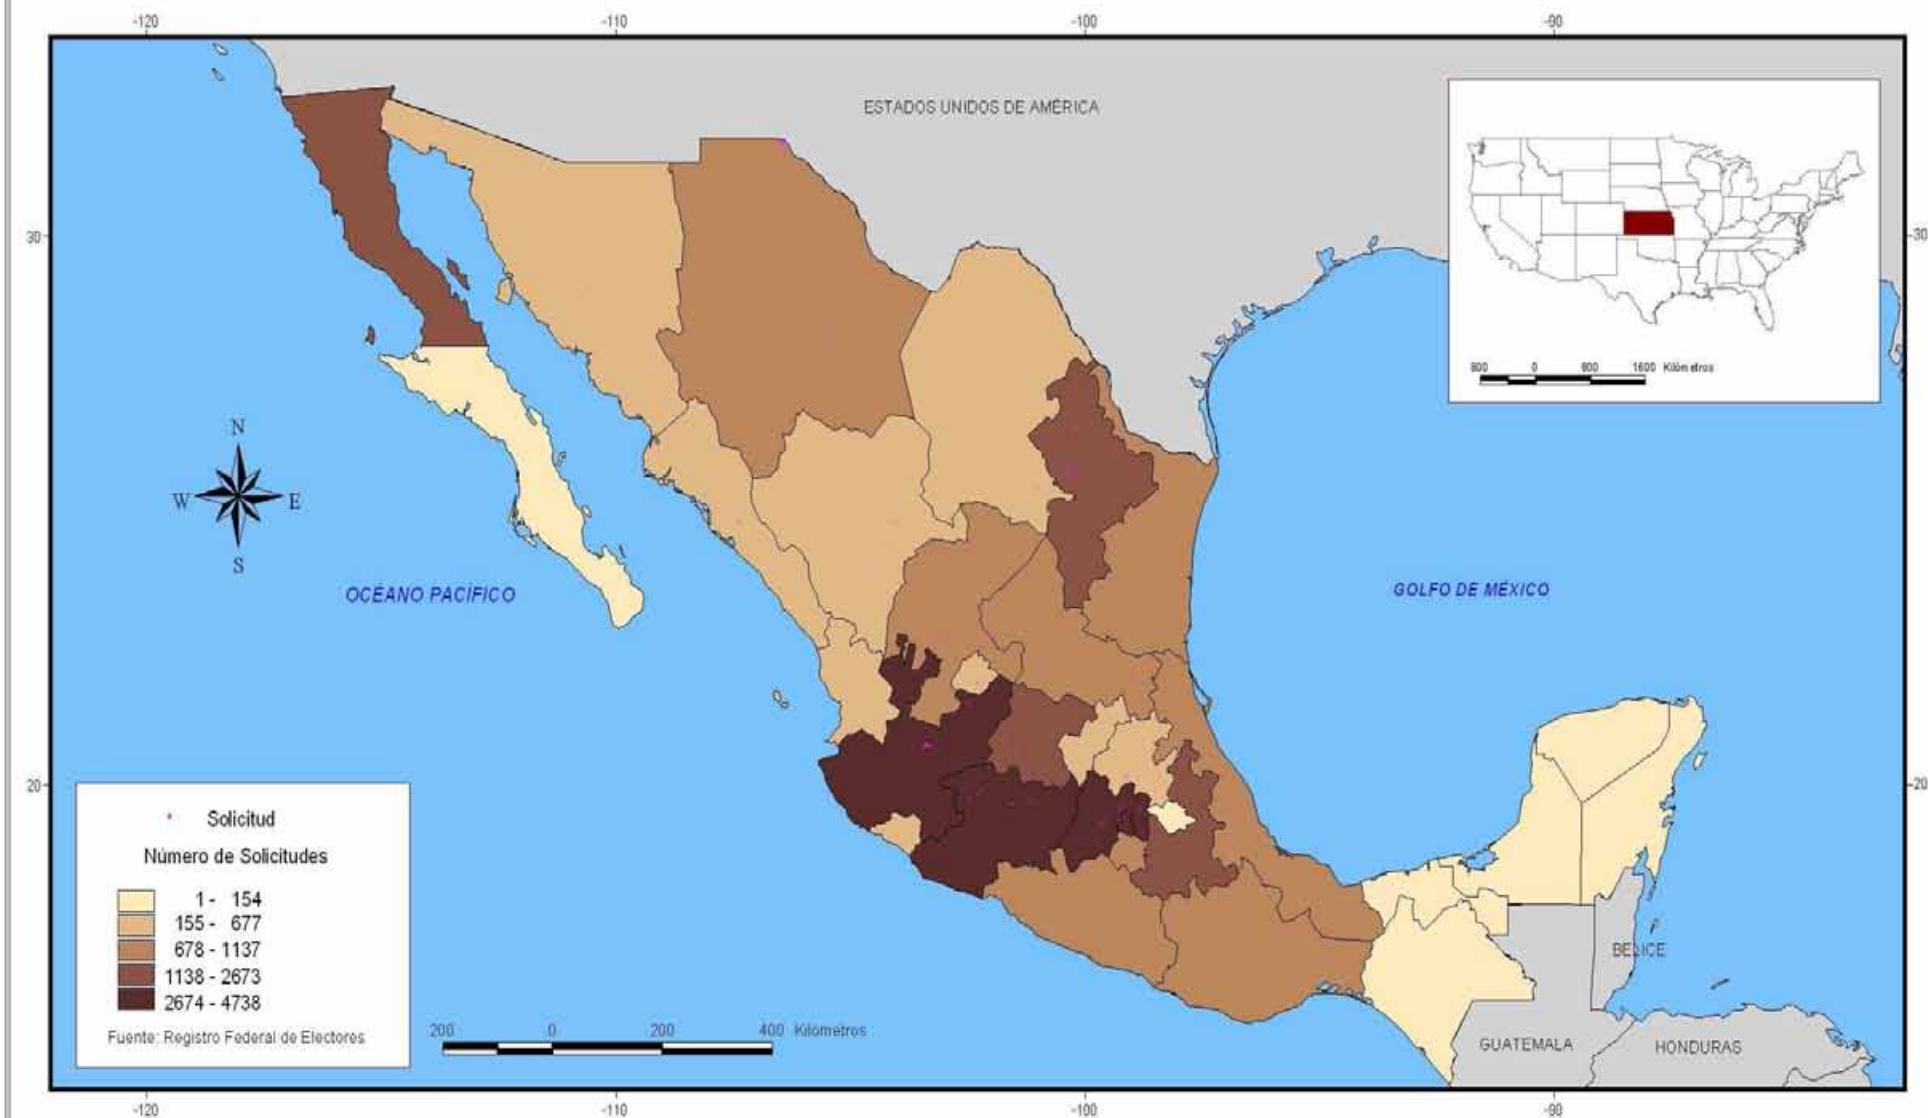 -120 -110 -100 -90
ESTADOS UNIDOS DE AMÉRICA
30 30
800 0 800 1600 Kilómetros
N
W E
S
OCÉANO PACÍFICO
GOLFO DE MÉXICO
20 20
Solicitud
Número de Solicitudes
1 - 154
155 - 677
678 - 1137
1138 - 2673
2674 - 4738
Fuente: Registro Federal de Electores
200 0 200 400 Kilómetros
BELICE
GUATEMALA HONDURAS
-120 -110 -100 -90